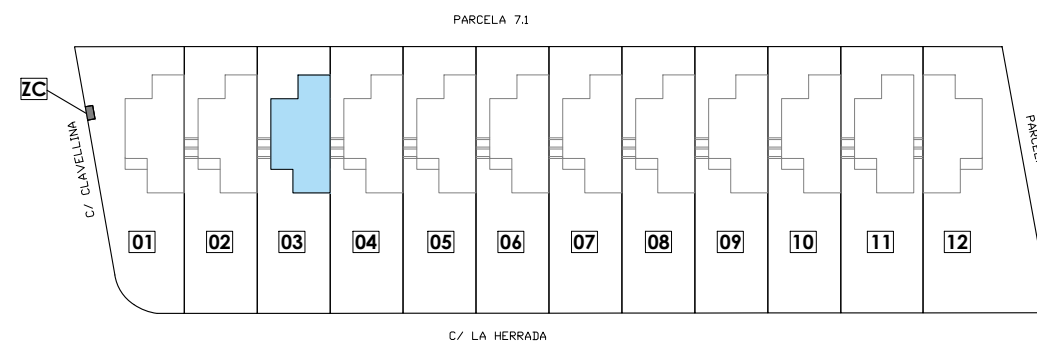 PARCELA 7.1
ZC
C/ CLAVELLINA
PARCELA
01 02 03 04 05 06 07 08 09 10 11 12
C/ LA HERRADA